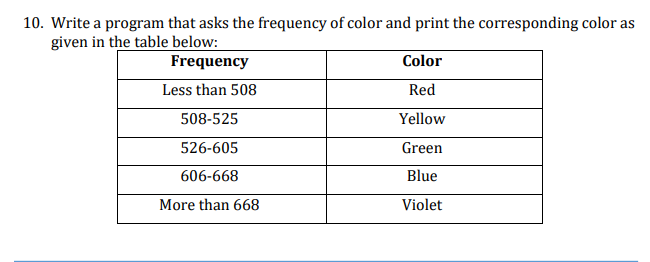 10. Write a program that asks the frequency of color and print the corresponding color as
given in the table below:
Frequency Color
Less than 508 Red
508-525 Yellow
526-605 Green
606-668 Blue
More than 668 Violet